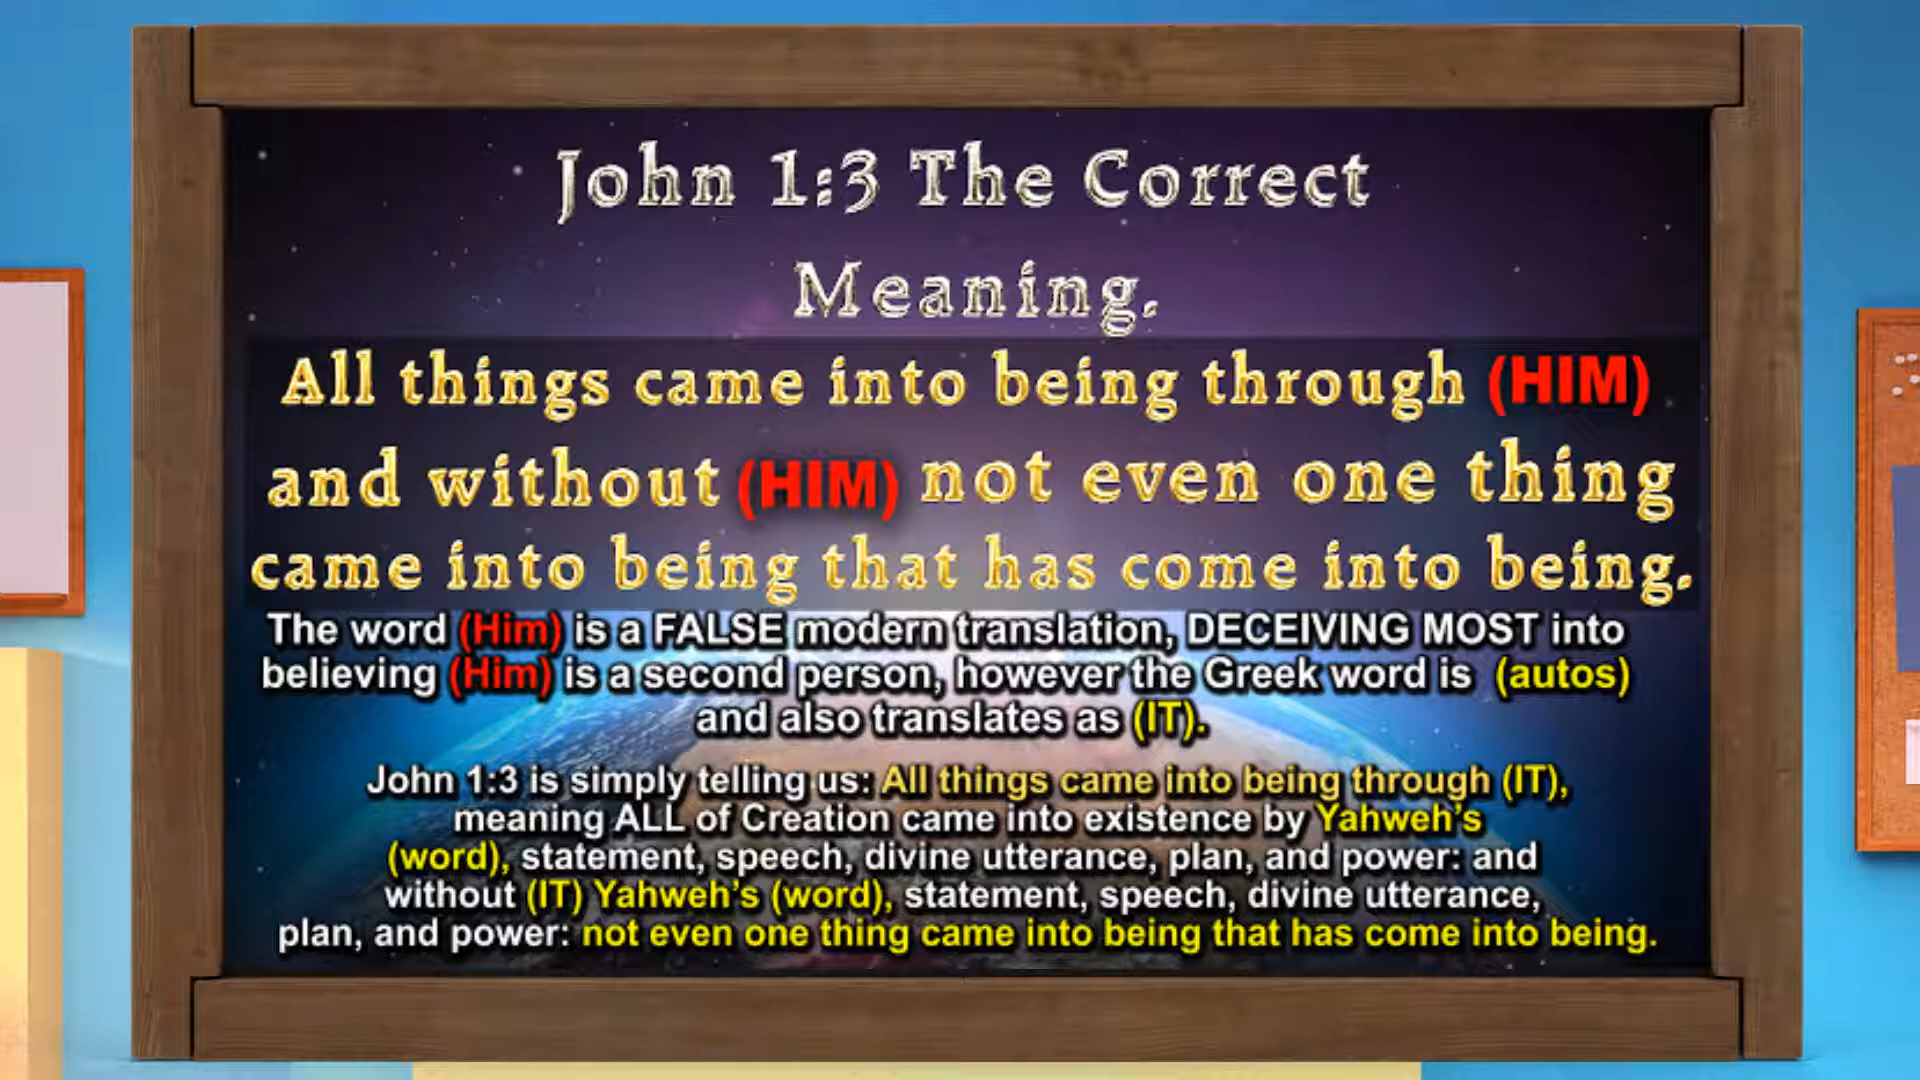 John 1:3 The Correct
Meaning.
All things came into being through (HIM)
and without (HIM) not even one thing
came into being that has come into being.
The word (Him) is a FALSE modern translation, DECEIVING MOST into
believing (Him) is a second person, however the Greek word is (autos)
and also translates as (IT).
John 1:3 is simply telling us: All things came into being through (IT),
meaning ALL of Creation came into existence by Yahweh's
(word), statement, speech, divine utterance, plan, and power: and
without (IT) Yahweh's (word), statement, speech, divine utterance,
plan, and power: not even one thing came into being that has come into being.